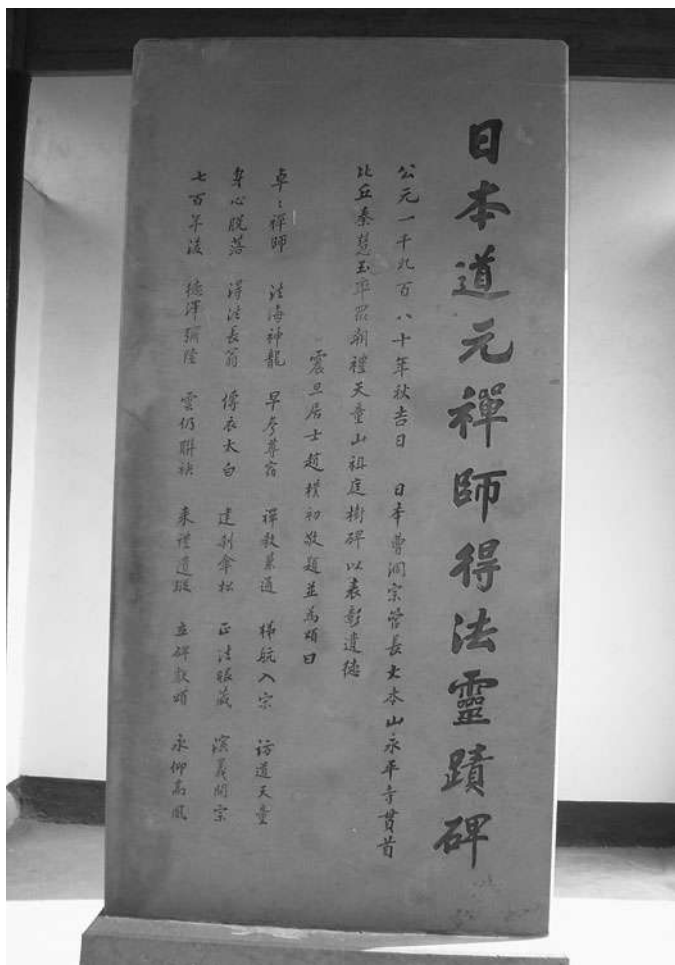 日本道元禪師得法靈蹟碑
公元一千九百八十年秋吉日 日本曹洞宗管長大本山永平寺貫首
比丘秦慧玉率眾朝禮天童山祖庭樹碑以表彰遺德
震旦居士趙樸初敬題並為頌曰
卓〻禪師 法海神龍 早參尊宿 禪教累通 梯航入宗 訪道天童
身心脫落 得法長翁 傳衣太白 建刹傘松 正法眼藏 演義開宗
七百年後 德澤彌隆 雲仍聯袂 來禮遺蹤 立碑獻頌 永仰高風